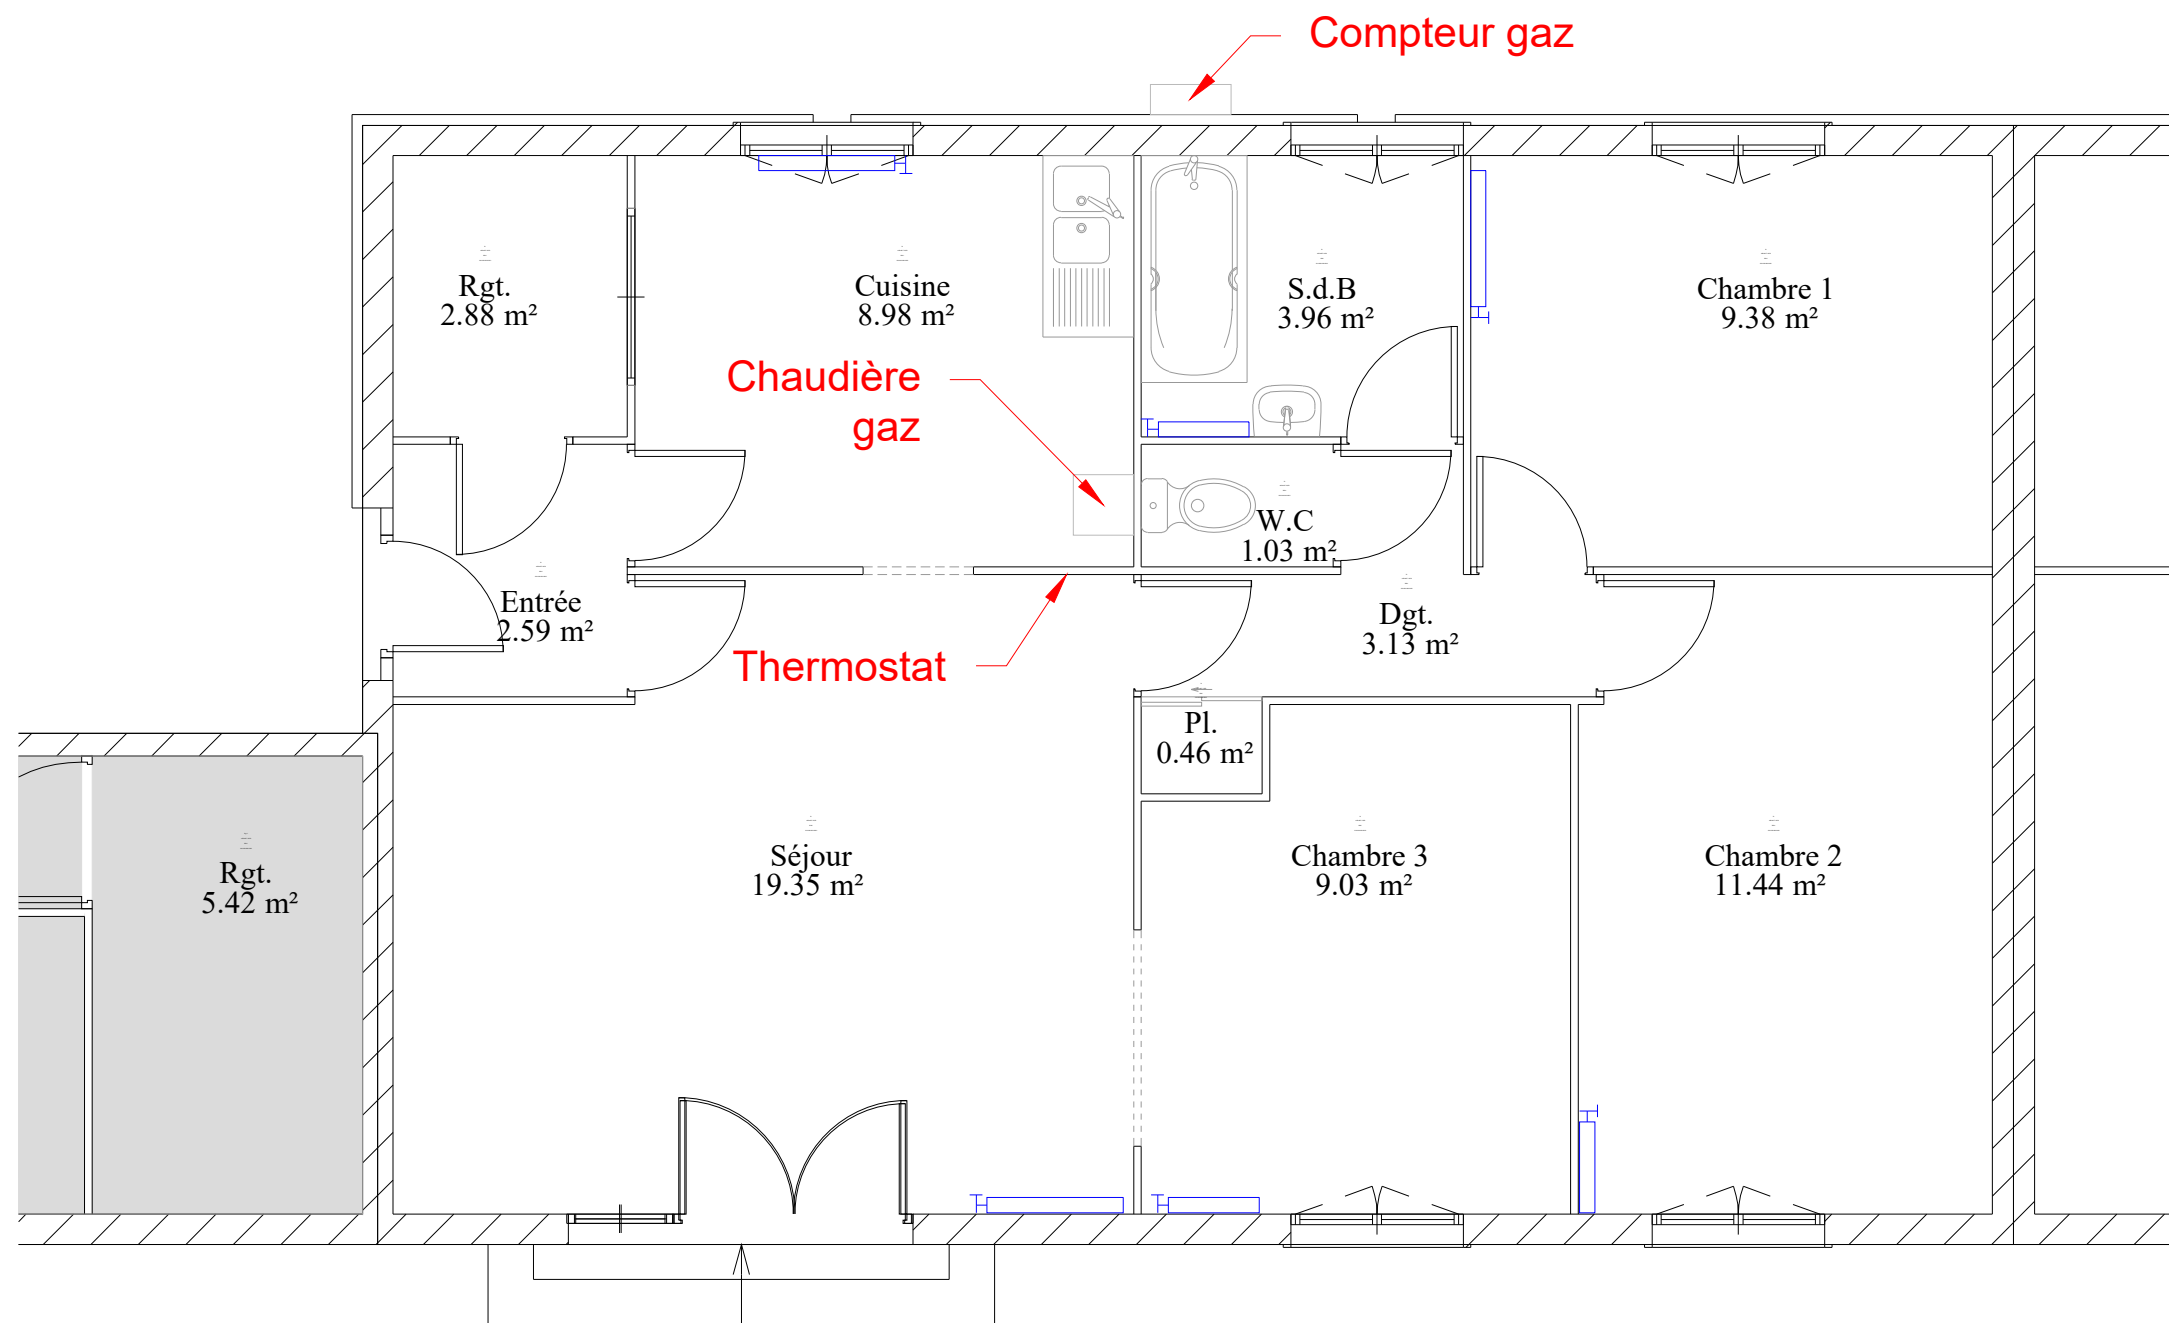 Compteur gaz
Rgt.
2.88 m²
Cuisine
8.98 m²
S.d.B
3.96 m²
Chambre 1
9.38 m²
Chaudière
gaz
W.C
1.03 m²
Entrée
2.59 m²
Dgt.
3.13 m²
Thermostat
Pl.
0.46 m²
Rgt.
5.42 m²
Séjour
19.35 m²
Chambre 3
9.03 m²
Chambre 2
11.44 m²